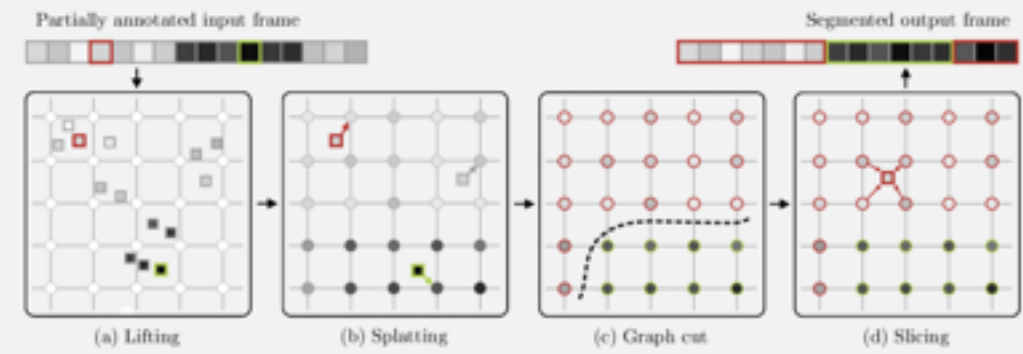 Partially annotated input frame
Segmented output frame
(a) Lifting
(b) Splatting
(c) Graph cut
(d) Slicing